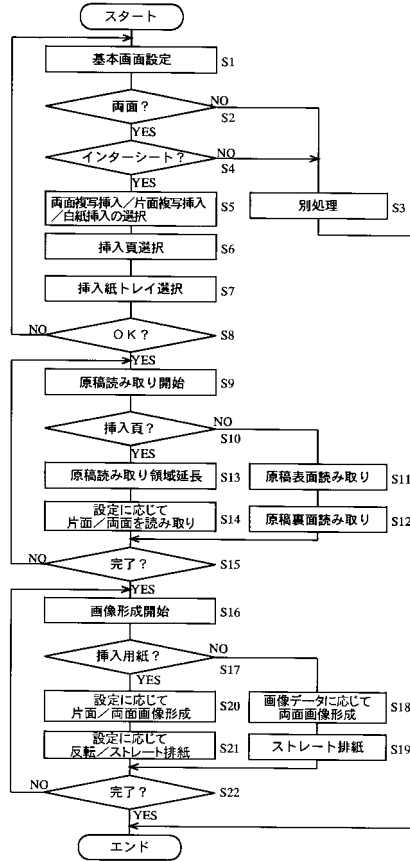 スタート
基本画面設定
S1
両面？
NO
S2
YES
インターシート？
NO
S4
YES
両面複写挿入／片面複写挿入
／白紙挿入の選択
S5
別処理
S3
挿入頁選択
S6
挿入紙トレイ選択
S7
NO
ＯＫ？
S8
YES
原稿読み取り開始
S9
挿入頁？
NO
S10
YES
原稿読み取り領域延長
S13
原稿表面読み取り
S11
設定に応じて
片面／両面を読み取り
S14
原稿裏面読み取り
S12
NO
完了？
S15
YES
画像形成開始
S16
挿入用紙？
NO
S17
YES
設定に応じて
片面／両面画像形成
S20
画像データに応じて
両面画像形成
S18
設定に応じて
反転／ストレート排紙
S21
ストレート排紙
S19
NO
完了？
S22
YES
エンド